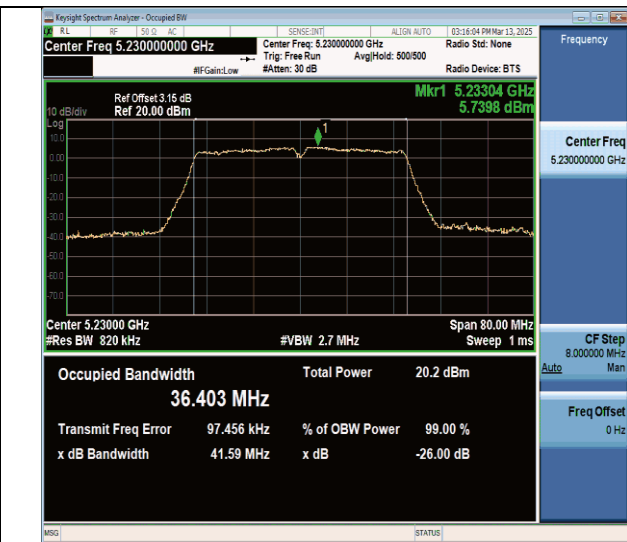 Keysight Spectrum Analyzer - Occupied BW
LXI RL RF 50 Ω AC SENSE:INT ALIGN AUTO 03:16:04 PM Mar 13, 2025
Center Freq 5.230000000 GHz
Center Freq: 5.230000000 GHz Radio Std: None
Trig: Free Run Avg|Hold: 500/500
#IFGain:Low #Atten: 30 dB Radio Device: BTS
Frequency
Mkr1 5.23304 GHz
5.7398 dBm
Ref Offset 3.15 dB
10 dB/div Ref 20.00 dBm
Log
10.0
0.00
-10.0
-20.0
-30.0
-40.0
-50.0
-60.0
-70.0
1
Center 5.23000 GHz Span 80.00 MHz
#Res BW 820 kHz #VBW 2.7 MHz Sweep 1 ms
Occupied Bandwidth Total Power 20.2 dBm
36.403 MHz
Transmit Freq Error 97.456 kHz % of OBW Power 99.00 %
x dB Bandwidth 41.59 MHz x dB -26.00 dB
Center Freq
5.230000000 GHz
CF Step
8.000000 MHz
Auto Man
Freq Offset
0 Hz
MSG STATUS